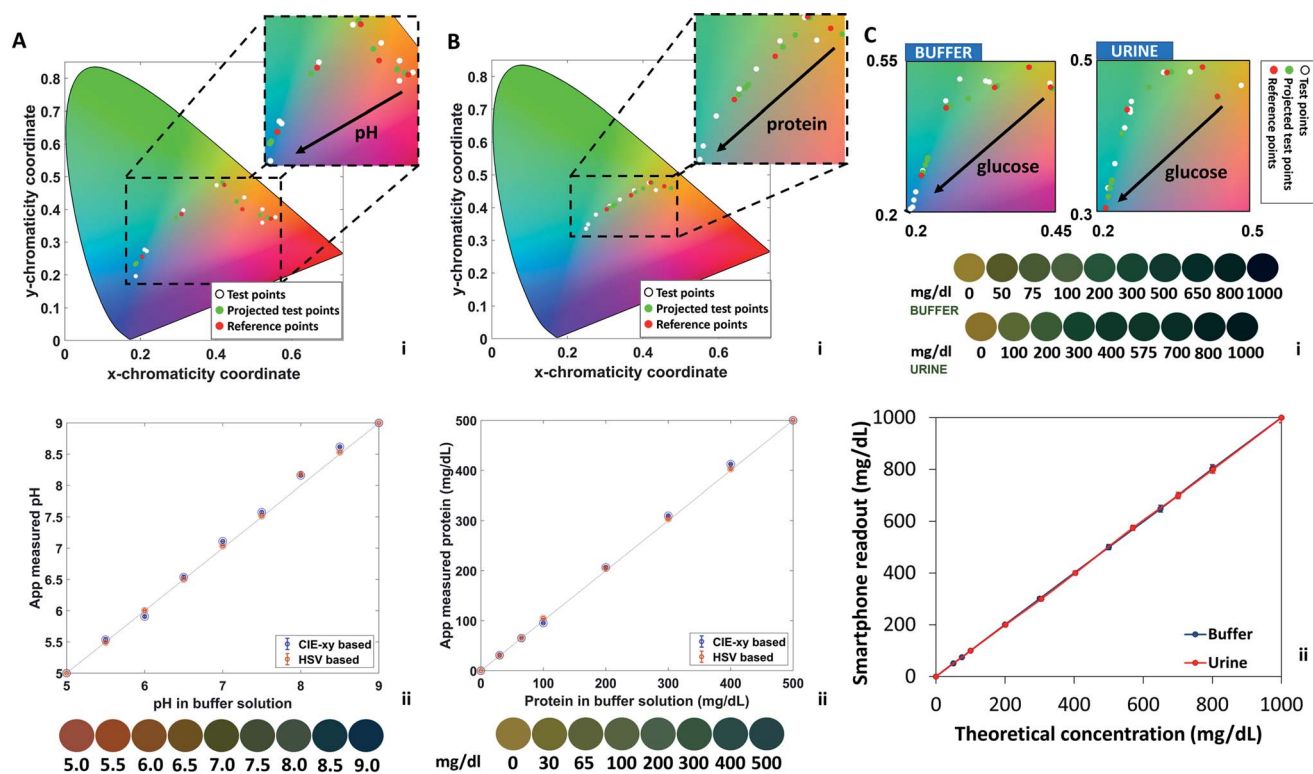 A
pH
y-chromaticity coordinate
0.8
0.7
0.6
0.5
0.4
0.3
0.2
0.1
0
0 0.2 0.4 0.6
x-chromaticity coordinate
Test points
Projected test points
Reference points
i
B
protein
y-chromaticity coordinate
0.8
0.7
0.6
0.5
0.4
0.3
0.2
0.1
0
0 0.2 0.4 0.6
x-chromaticity coordinate
Test points
Projected test points
Reference points
i
C
BUFFER
0.55
0.2
0.2 0.45
glucose
URINE
0.5
0.3
0.2 0.5
glucose
Test points
Projected test points
Reference points
mg/dl 0 50 75 100 200 300 500 650 800 1000
BUFFER
mg/dl 0 100 200 300 400 575 700 800 1000
URINE
i
App measured pH
9
8.5
8
7.5
7
6.5
6
5.5
5
5 6 7 8 9
pH in buffer solution
CIE-xy based
HSV based
ii
5.0 5.5 6.0 6.5 7.0 7.5 8.0 8.5 9.0
App measured protein (mg/dL)
500
400
300
200
100
0
0 100 200 300 400 500
Protein in buffer solution (mg/dL)
CIE-xy based
HSV based
ii
mg/dl 0 30 65 100 200 300 400 500
Smartphone readout (mg/dL)
1000
800
600
400
200
0
0 200 400 600 800 1000
Theoretical concentration (mg/dL)
Buffer
Urine
ii